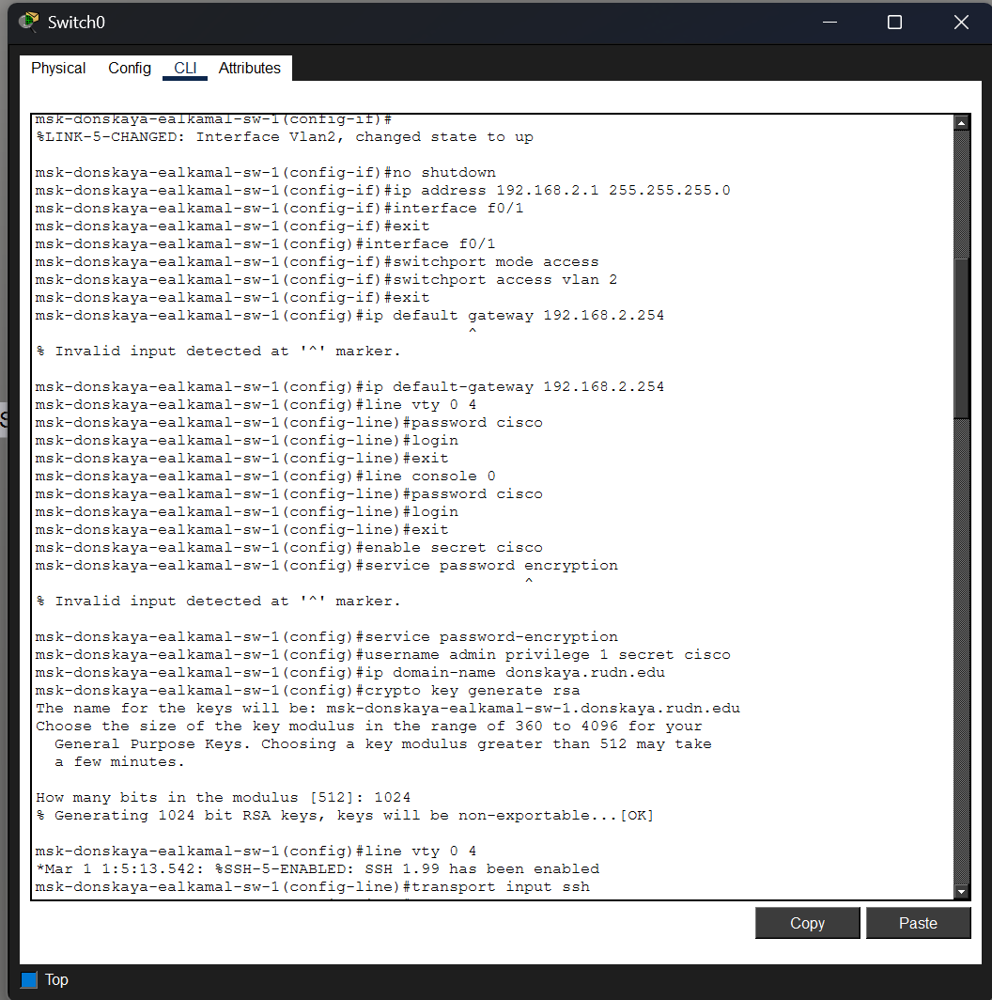 Switch0
Physical Config CLI Attributes
msk-donskaya-ealkamal-sw-1(config-if)#
%LINK-5-CHANGED: Interface Vlan2, changed state to up
msk-donskaya-ealkamal-sw-1(config-if)#no shutdown
msk-donskaya-ealkamal-sw-1(config-if)#ip address 192.168.2.1 255.255.255.0
msk-donskaya-ealkamal-sw-1(config-if)#interface f0/1
msk-donskaya-ealkamal-sw-1(config-if)#exit
msk-donskaya-ealkamal-sw-1(config)#interface f0/1
msk-donskaya-ealkamal-sw-1(config-if)#switchport mode access
msk-donskaya-ealkamal-sw-1(config-if)#switchport access vlan 2
msk-donskaya-ealkamal-sw-1(config-if)#exit
msk-donskaya-ealkamal-sw-1(config)#ip default gateway 192.168.2.254
^
% Invalid input detected at '^' marker.
msk-donskaya-ealkamal-sw-1(config)#ip default-gateway 192.168.2.254
msk-donskaya-ealkamal-sw-1(config)#line vty 0 4
msk-donskaya-ealkamal-sw-1(config-line)#password cisco
msk-donskaya-ealkamal-sw-1(config-line)#login
msk-donskaya-ealkamal-sw-1(config-line)#exit
msk-donskaya-ealkamal-sw-1(config)#line console 0
msk-donskaya-ealkamal-sw-1(config-line)#password cisco
msk-donskaya-ealkamal-sw-1(config-line)#login
msk-donskaya-ealkamal-sw-1(config-line)#exit
msk-donskaya-ealkamal-sw-1(config)#enable secret cisco
msk-donskaya-ealkamal-sw-1(config)#service password encryption
^
% Invalid input detected at '^' marker.
msk-donskaya-ealkamal-sw-1(config)#service password-encryption
msk-donskaya-ealkamal-sw-1(config)#username admin privilege 1 secret cisco
msk-donskaya-ealkamal-sw-1(config)#ip domain-name donskaya.rudn.edu
msk-donskaya-ealkamal-sw-1(config)#crypto key generate rsa
The name for the keys will be: msk-donskaya-ealkamal-sw-1.donskaya.rudn.edu
Choose the size of the key modulus in the range of 360 to 4096 for your
General Purpose Keys. Choosing a key modulus greater than 512 may take
a few minutes.
How many bits in the modulus [512]: 1024
% Generating 1024 bit RSA keys, keys will be non-exportable...[OK]
msk-donskaya-ealkamal-sw-1(config)#line vty 0 4
*Mar 1 1:5:13.542: %SSH-5-ENABLED: SSH 1.99 has been enabled
msk-donskaya-ealkamal-sw-1(config-line)#transport input ssh
Copy Paste
Top